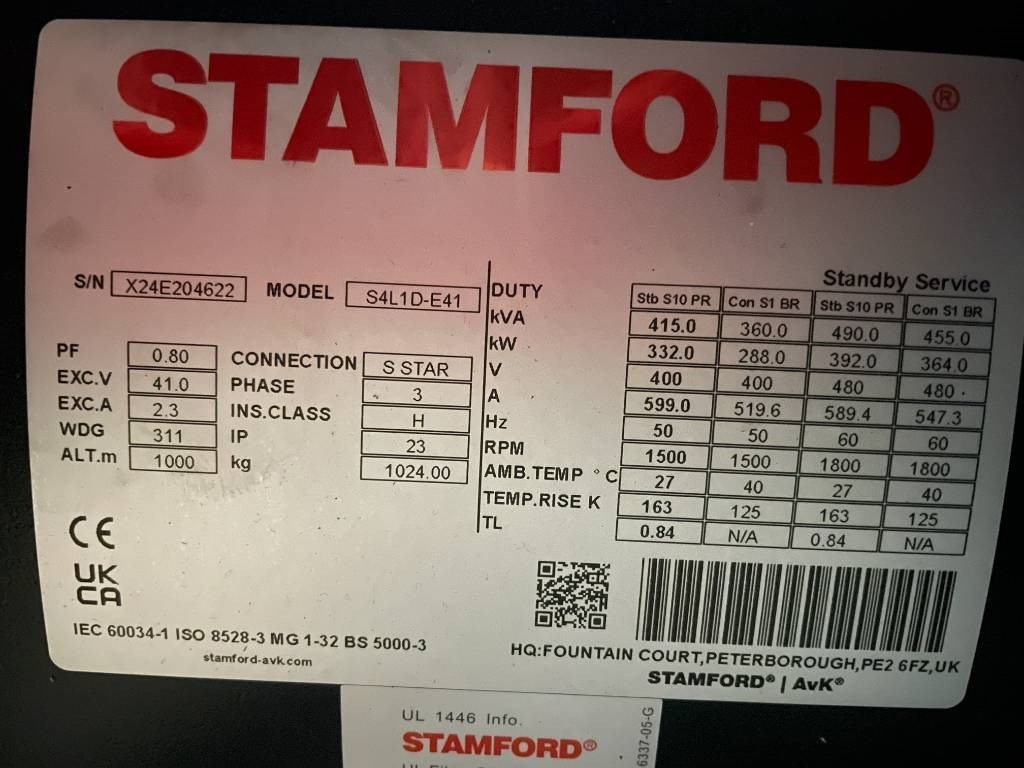 STAMFORD®
S/N X24E204622 MODEL S4L1D-E41
PF 0.80
EXC.V 41.0
EXC.A 2.3
WDG 311
ALT.m 1000
CONNECTION S STAR
PHASE 3
INS.CLASS H
IP 23
kg 1024.00
Standby Service
DUTY Stb S10 PR Con S1 BR Stb S10 PR Con S1 BR
kVA 415.0 360.0 490.0 455.0
kW 332.0 288.0 392.0 364.0
V 400 400 480 480
A 599.0 519.6 589.4 547.3
Hz 50 50 60 60
RPM 1500 1500 1800 1800
AMB.TEMP °C 27 40 27 40
TEMP.RISE K 163 125 163 125
TL 0.84 N/A 0.84 N/A
CE
UK
CA
IEC 60034-1 ISO 8528-3 MG 1-32 BS 5000-3
stamford-avk.com
HQ:FOUNTAIN COURT,PETERBOROUGH,PE2 6FZ,UK
STAMFORD® | AvK®
UL 1446 Info.
STAMFORD®
6337-05-G